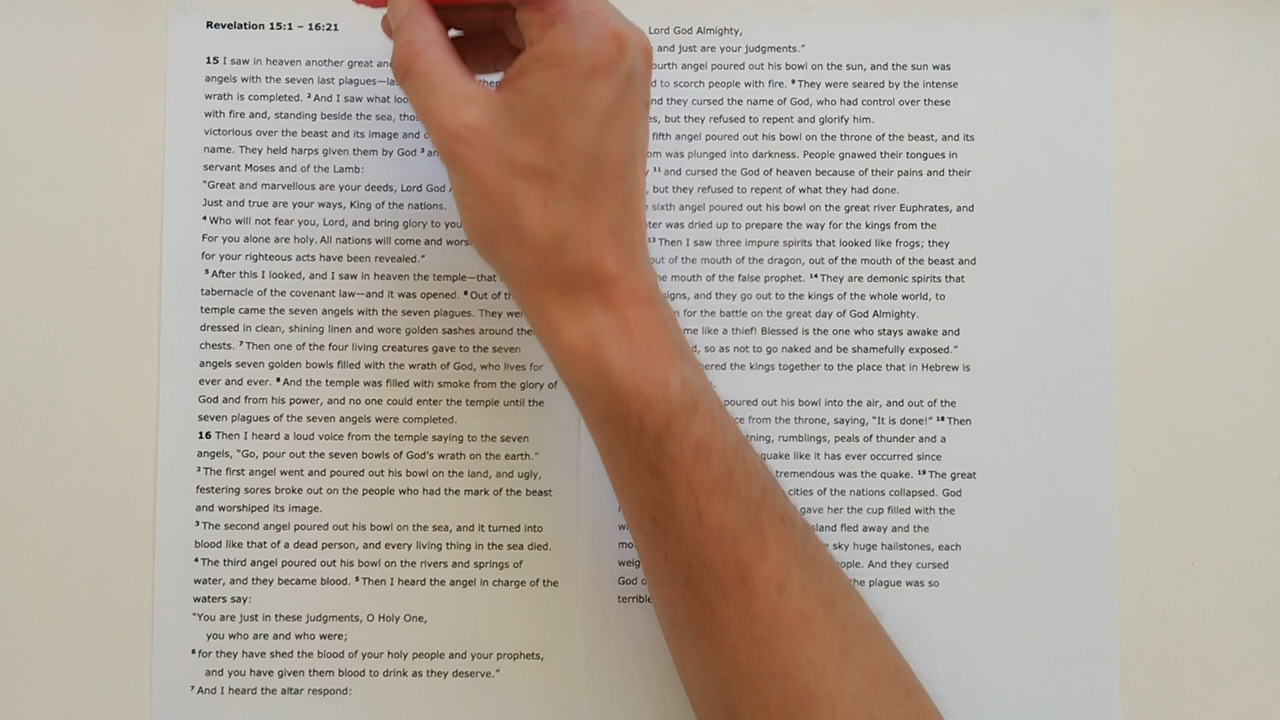 Revelation 15:1 – 16:21
15 I saw in heaven another great
angels with the seven last plagues—
wrath is completed. ² And I saw what
with fire and, standing beside the sea,
victorious over the beast and its image and
name. They held harps given them by God ³
servant Moses and of the Lamb:
"Great and marvellous are your deeds, Lord God
Just and true are your ways, King of the nations.
⁴ Who will not fear you, Lord, and bring glory to
For you alone are holy. All nations will come and
for your righteous acts have been revealed."
⁵ After this I looked, and I saw in heaven the temple—that
tabernacle of the covenant law—and it was opened. ⁶ Out of
temple came the seven angels with the seven plagues. They
dressed in clean, shining linen and wore golden sashes around
chests. ⁷ Then one of the four living creatures gave to the seven
angels seven golden bowls filled with the wrath of God, who lives for
ever and ever. ⁸ And the temple was filled with smoke from the glory of
God and from his power, and no one could enter the temple until the
seven plagues of the seven angels were completed.
16 Then I heard a loud voice from the temple saying to the seven
angels, "Go, pour out the seven bowls of God's wrath on the earth."
² The first angel went and poured out his bowl on the land, and ugly,
festering sores broke out on the people who had the mark of the beast
and worshiped its image.
³ The second angel poured out his bowl on the sea, and it turned into
blood like that of a dead person, and every living thing in the sea died.
⁴ The third angel poured out his bowl on the rivers and springs of
water, and they became blood. ⁵ Then I heard the angel in charge of the
waters say:
"You are just in these judgments, O Holy One,
you who are and who were;
⁶ for they have shed the blood of your holy people and your prophets,
and you have given them blood to drink as they deserve."
⁷ And I heard the altar respond:
Lord God Almighty,
and just are your judgments."
angel poured out his bowl on the sun, and the sun was
to scorch people with fire. ⁹ They were seared by the intense
they cursed the name of God, who had control over these
but they refused to repent and glorify him.
fifth angel poured out his bowl on the throne of the beast, and its
was plunged into darkness. People gnawed their tongues in
¹¹ and cursed the God of heaven because of their pains and their
but they refused to repent of what they had done.
sixth angel poured out his bowl on the great river Euphrates, and
was dried up to prepare the way for the kings from the
¹³ Then I saw three impure spirits that looked like frogs; they
out of the mouth of the dragon, out of the mouth of the beast and
mouth of the false prophet. ¹⁴ They are demonic spirits that
and they go out to the kings of the whole world, to
for the battle on the great day of God Almighty.
like a thief! Blessed is the one who stays awake and
so as not to go naked and be shamefully exposed."
the kings together to the place that in Hebrew is
poured out his bowl into the air, and out of the
from the throne, saying, "It is done!" ¹⁸ Then
rumblings, peals of thunder and a
like it has ever occurred since
tremendous was the quake. ¹⁹ The great
cities of the nations collapsed. God
gave her the cup filled with the
fled away and the
sky huge hailstones, each
And they cursed
God the plague was so